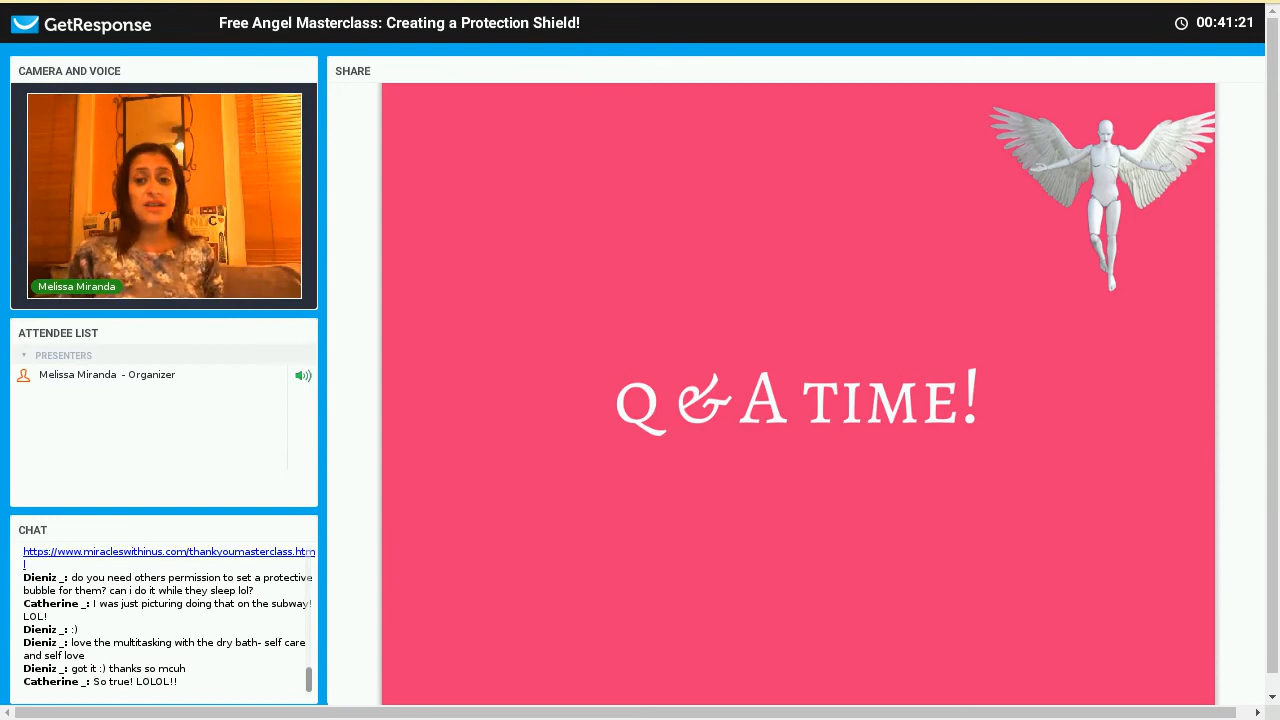 GetResponse
Free Angel Masterclass: Creating a Protection Shield!
00:41:21
CAMERA AND VOICE
Melissa Miranda
ATTENDEE LIST
PRESENTERS
Melissa Miranda - Organizer
CHAT
https://www.miracleswithinus.com/thankyoumasterclass.htm
l
Dieniz _: do you need others permission to set a protective
bubble for them? can i do it while they sleep lol?
Catherine _: I was just picturing doing that on the subway!
LOL!
Dieniz _: :)
Dieniz _: love the multitasking with the dry bath- self care
and self love
Dieniz _: got it :) thanks so mcuh
Catherine _: So true! LOLOL!!
SHARE
Q & A TIME!